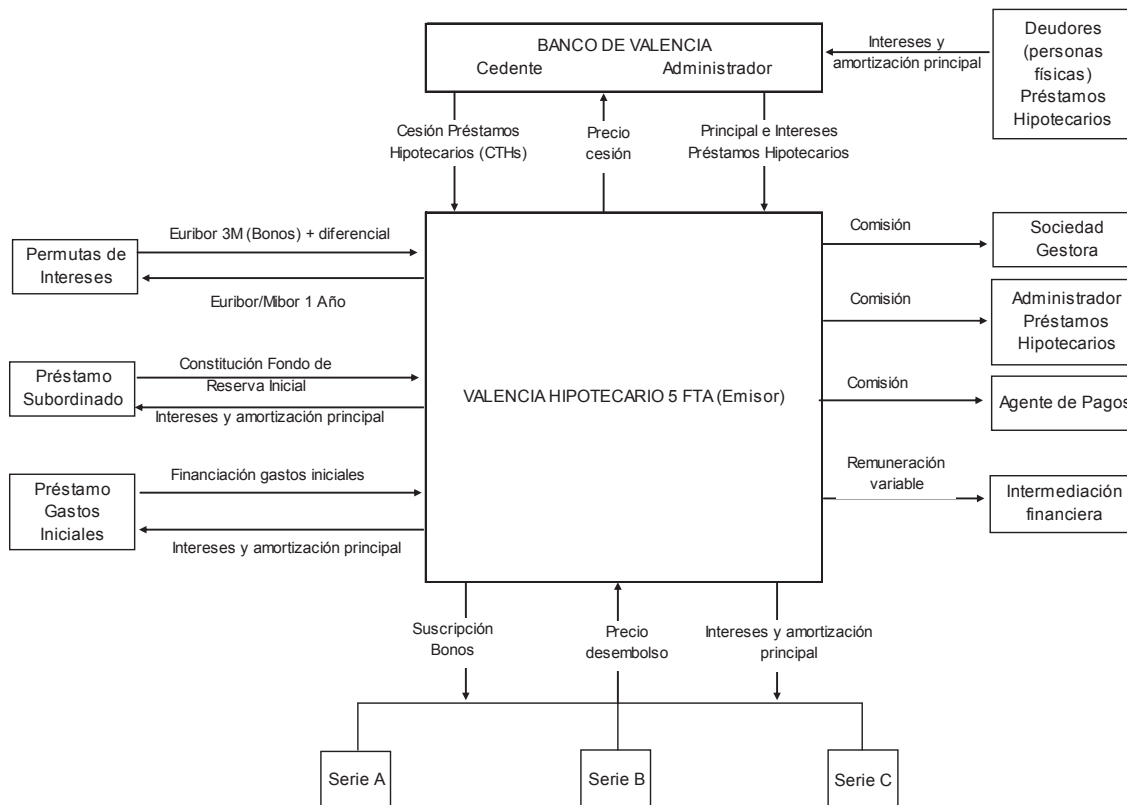 BANCO DE VALENCIA
Cedente Administrador
Intereses y
amortización principal
Deudores
(personas
físicas)
Préstamos
Hipotecarios
Cesión Préstamos
Hipotecarios (CTHs)
Precio
cesión
Principal e Intereses
Préstamos Hipotecarios
Permutas de
Intereses
Euribor 3M (Bonos) + diferencial
Euribor/Mibor 1 Año
Préstamo
Subordinado
Constitución Fondo de
Reserva Inicial
Intereses y amortización principal
Préstamo
Gastos
Iniciales
Financiación gastos iniciales
Intereses y amortización principal
VALENCIA HIPOTECARIO 5 FTA (Emisor)
Comisión
Sociedad
Gestora
Comisión
Administrador
Préstamos
Hipotecarios
Comisión
Agente de Pagos
Remuneración
variable
Intermediación
financiera
Suscripción
Bonos
Precio
desembolso
Intereses y amortización
principal
Serie A
Serie B
Serie C